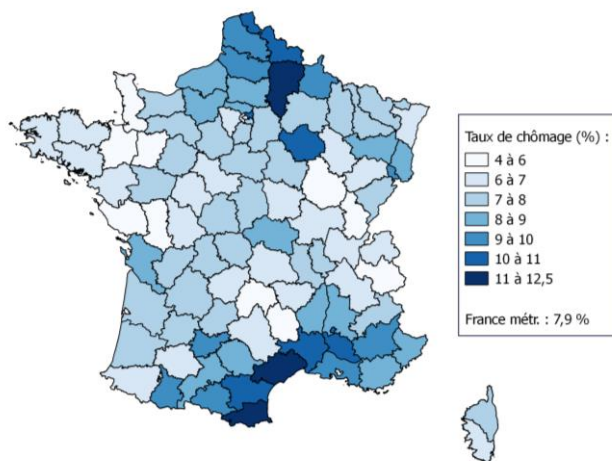 Taux de chômage (%) :
4 à 6
6 à 7
7 à 8
8 à 9
9 à 10
10 à 11
11 à 12,5
France métr. : 7,9 %